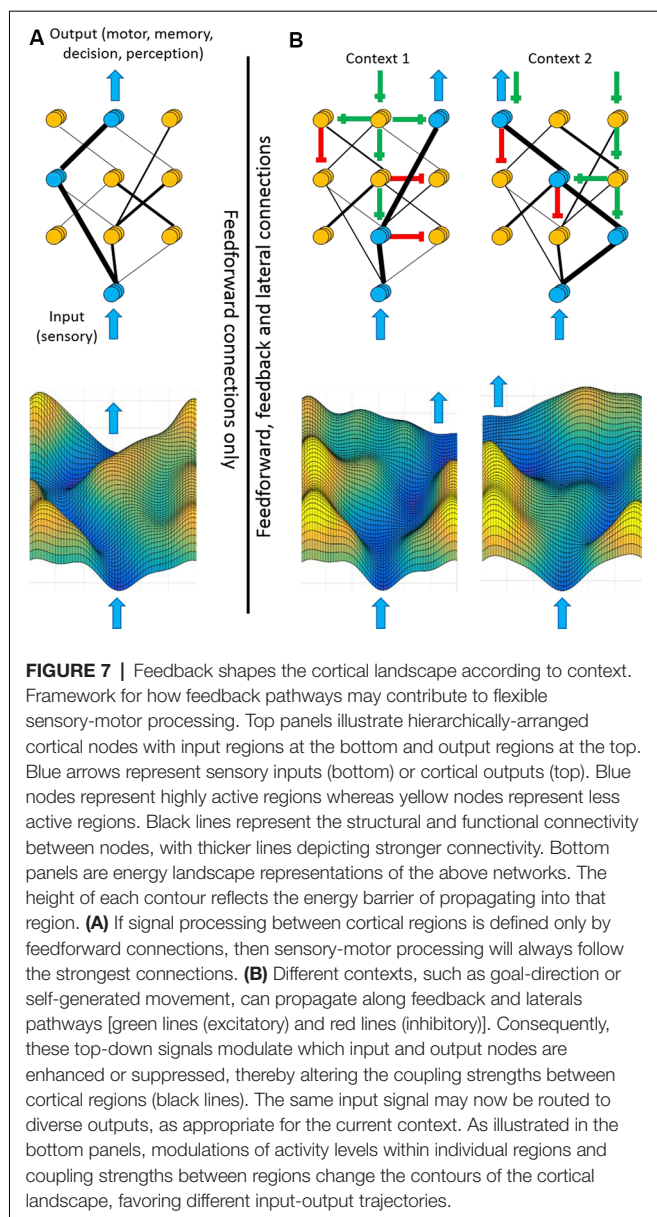 A
Output (motor, memory,
decision, perception)
B
Context 1
Context 2
Feedforward connections only
Feedforward, feedback and lateral connections
Input
(sensory)
FIGURE 7 | Feedback shapes the cortical landscape according to context.
Framework for how feedback pathways may contribute to flexible
sensory-motor processing. Top panels illustrate hierarchically-arranged
cortical nodes with input regions at the bottom and output regions at the top.
Blue arrows represent sensory inputs (bottom) or cortical outputs (top). Blue
nodes represent highly active regions whereas yellow nodes represent less
active regions. Black lines represent the structural and functional connectivity
between nodes, with thicker lines depicting stronger connectivity. Bottom
panels are energy landscape representations of the above networks. The
height of each contour reflects the energy barrier of propagating into that
region. (A) If signal processing between cortical regions is defined only by
feedforward connections, then sensory-motor processing will always follow
the strongest connections. (B) Different contexts, such as goal-direction or
self-generated movement, can propagate along feedback and laterals
pathways [green lines (excitatory) and red lines (inhibitory)]. Consequently,
these top-down signals modulate which input and output nodes are
enhanced or suppressed, thereby altering the coupling strengths between
cortical regions (black lines). The same input signal may now be routed to
diverse outputs, as appropriate for the current context. As illustrated in the
bottom panels, modulations of activity levels within individual regions and
coupling strengths between regions change the contours of the cortical
landscape, favoring different input-output trajectories.